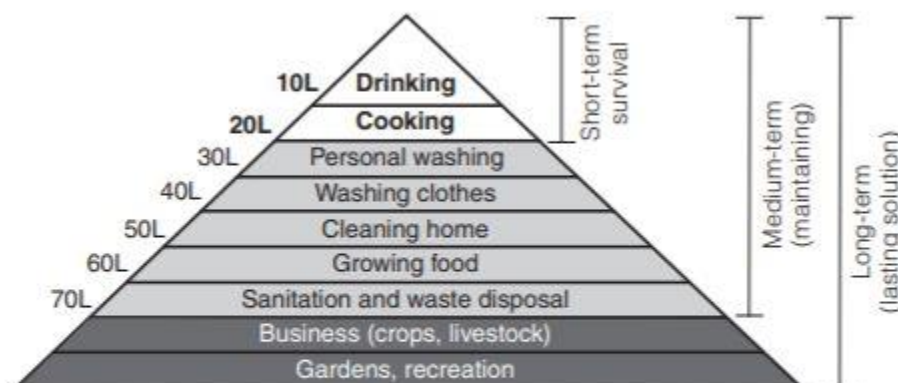 10L Drinking
20L Cooking
30L Personal washing
40L Washing clothes
50L Cleaning home
60L Growing food
70L Sanitation and waste disposal
Business (crops, livestock)
Gardens, recreation
Short-term
survival
Medium-term
(maintaining)
Long-term
(lasting solution)